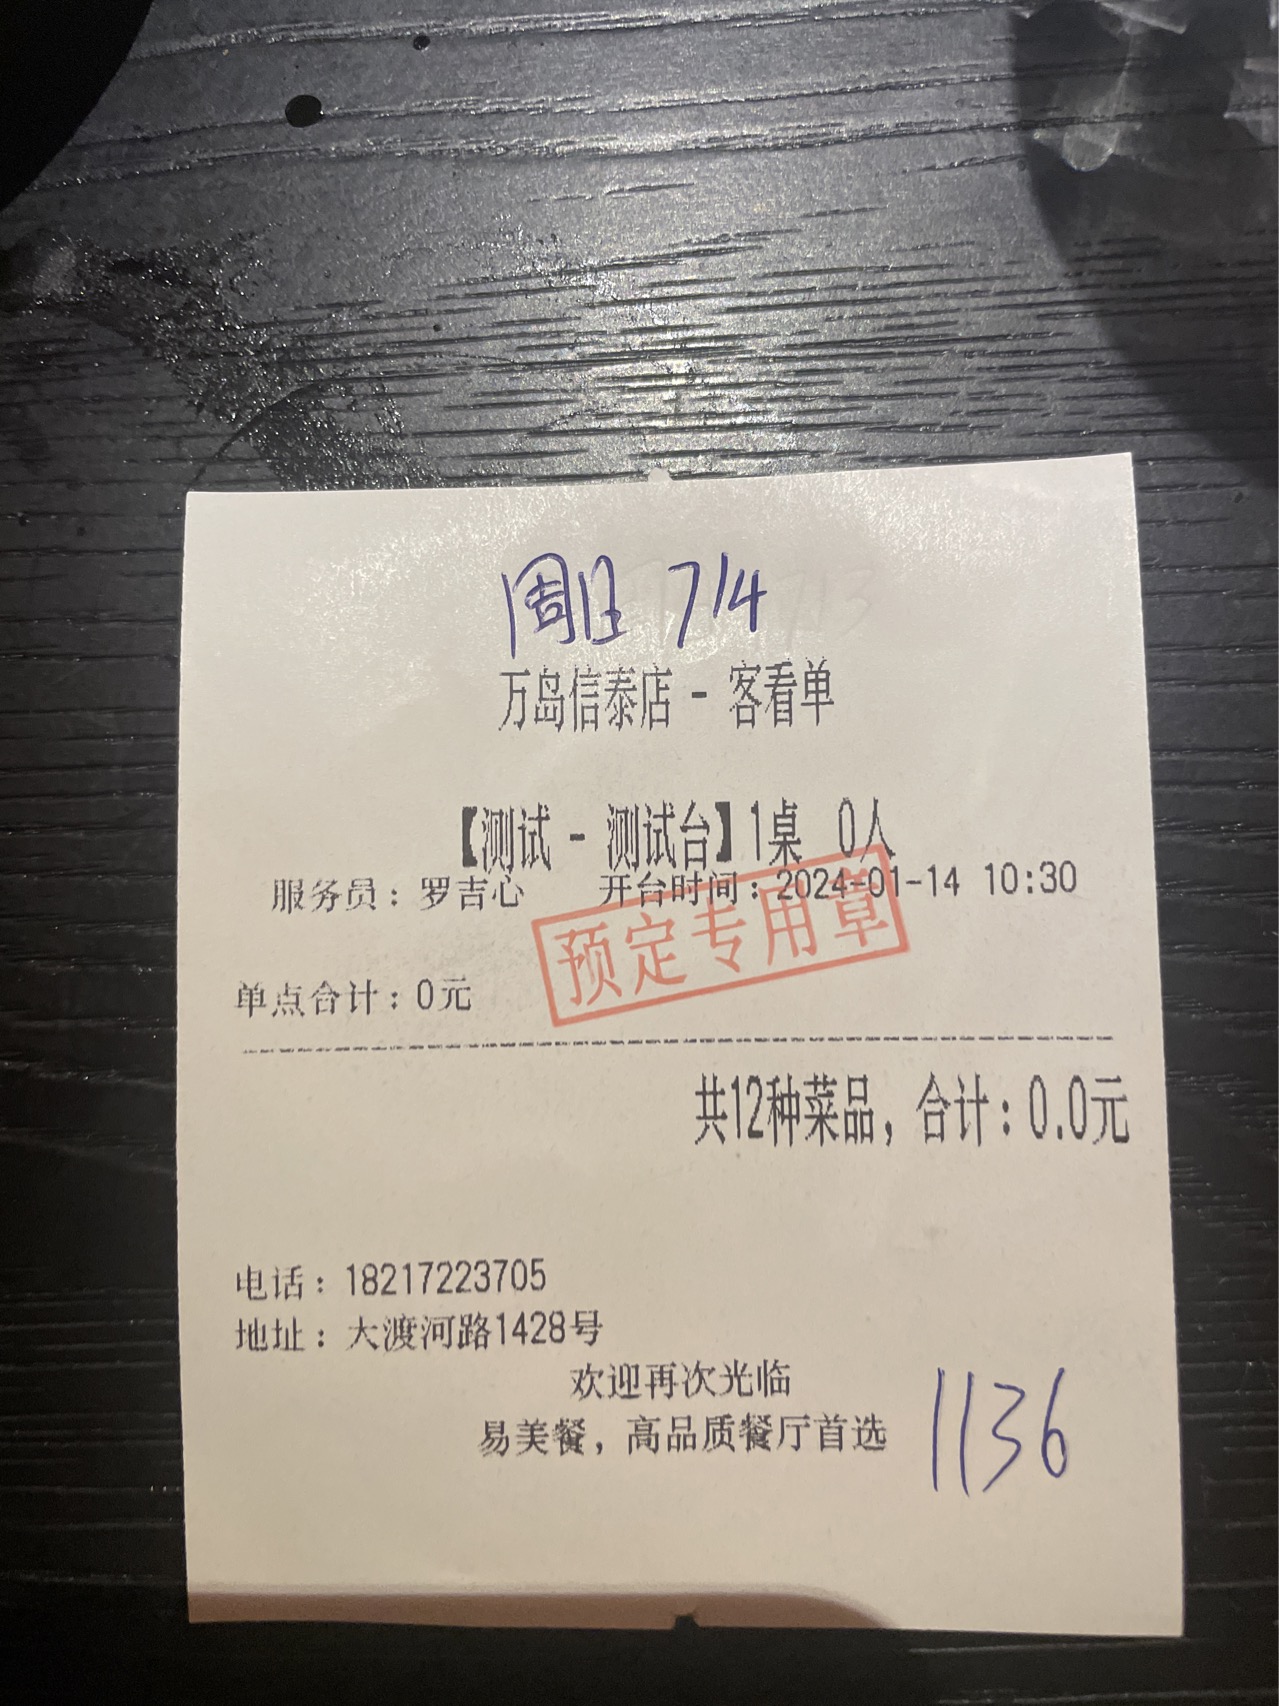 周日 7/4
万岛信泰店 - 客看单
【测试 - 测试台】1桌 0人
服务员：罗吉心 开台时间：2024-01-14 10:30
预定专用章
单点合计：0元
共12种菜品，合计：0.0元
电话：18217223705
地址：大渡河路1428号
欢迎再次光临
易美餐，高品质餐厅首选
1136